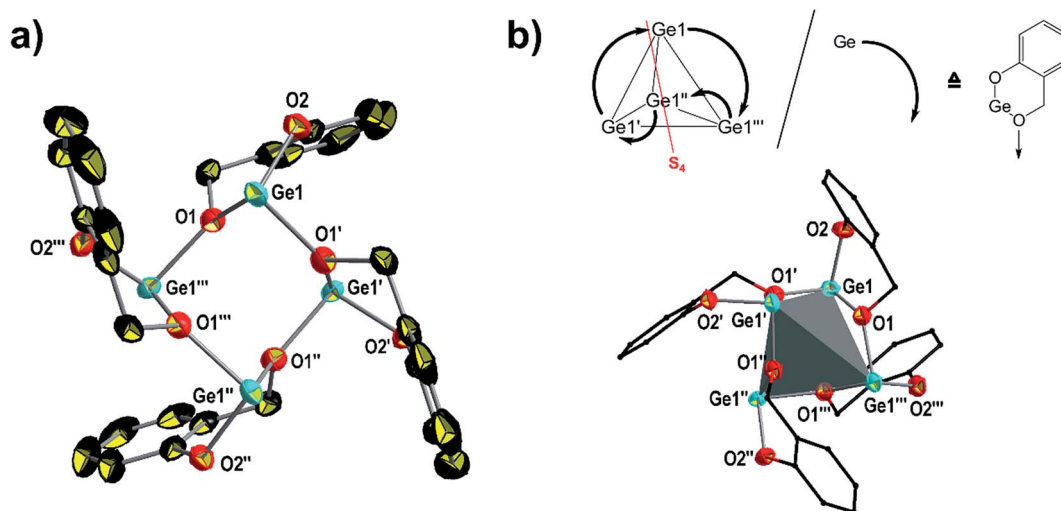 a)
O2
Ge1
O1
O1'
O2'''
Ge1'''
Ge1'
O1'''
O2'
O1''
Ge1''
O2''
b)
Ge1
Ge1''
Ge1'
Ge1'''
S4
Ge
≙
O
Ge
O
O2
O1'
Ge1
O2'
Ge1'
O1
O1''
Ge1''
O1'''
Ge1'''
O2'''
O2''